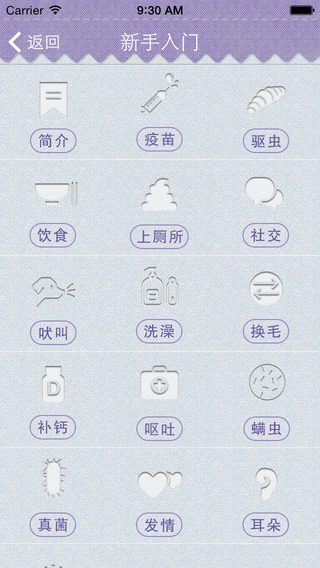 Carrier 9:30 AM
返回 新手入门
简介 疫苗 驱虫
饮食 上厕所 社交
吠叫 洗澡 换毛
D
补钙 呕吐 螨虫
真菌 发情 耳朵